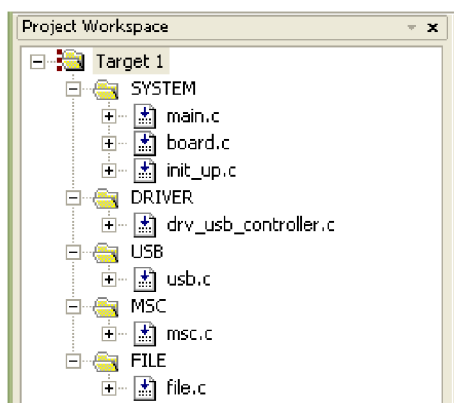 Project Workspace
Target 1
SYSTEM
main.c
board.c
init_up.c
DRIVER
drv_usb_controller.c
USB
usb.c
MSC
msc.c
FILE
file.c